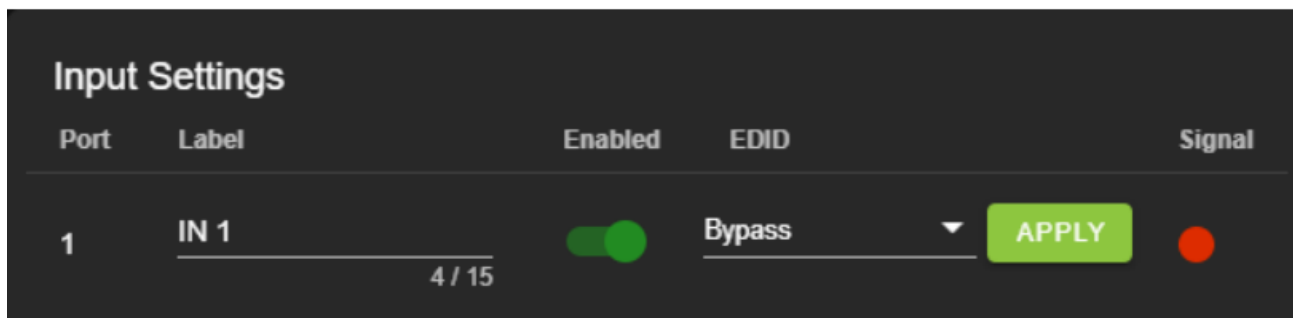 Input Settings
Port Label Enabled EDID Signal
1 IN 1 Bypass APPLY
4 / 15